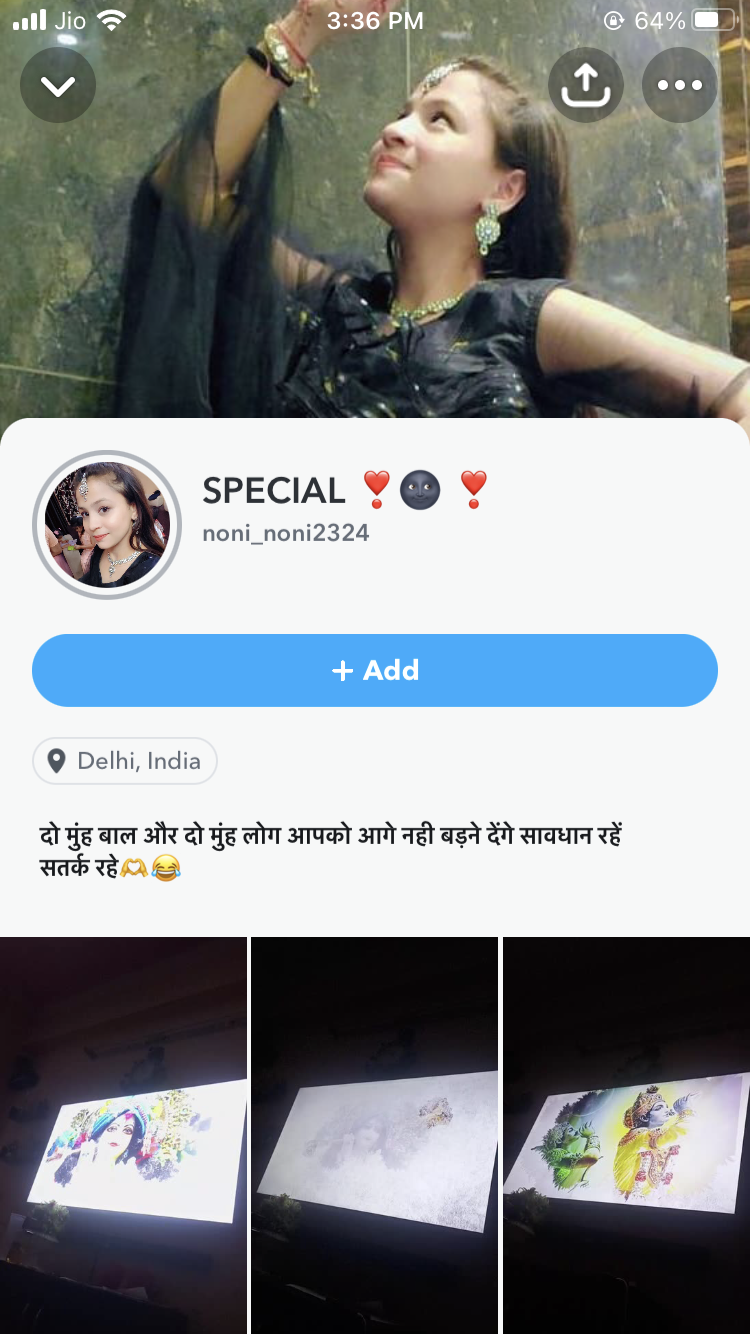 Jio 3:36 PM 64%
SPECIAL ❣️🌚 ❣️
noni_noni2324
+ Add
Delhi, India
दो मुंह बाल और दो मुंह लोग आपको आगे नही बड़ने देंगे सावधान रहें
सतर्क रहे🫶😂